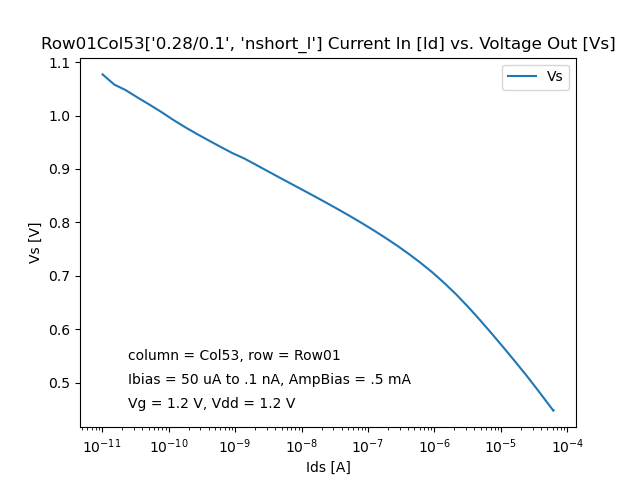 Row01Col53['0.28/0.1', 'nshort_l'] Current In [Id] vs. Voltage Out [Vs]
Vs
1.1
1.0
0.9
0.8
0.7
0.6
0.5
Vs [V]
column = Col53, row = Row01
Ibias = 50 uA to .1 nA, AmpBias = .5 mA
Vg = 1.2 V, Vdd = 1.2 V
10⁻¹¹ 10⁻¹⁰ 10⁻⁹ 10⁻⁸ 10⁻⁷ 10⁻⁶ 10⁻⁵ 10⁻⁴
Ids [A]